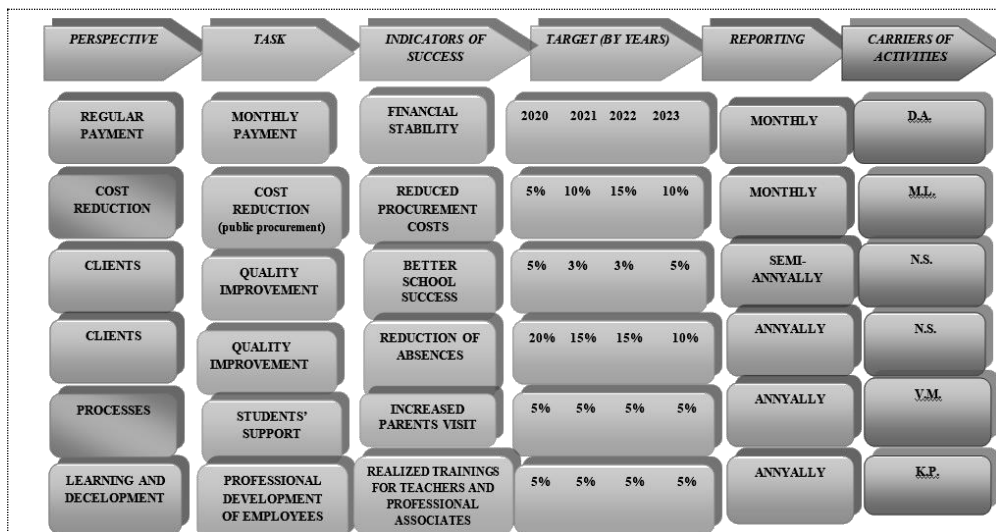 PERSPECTIVE
TASK
INDICATORS OF
SUCCESS
TARGET (BY YEARS)
REPORTING
CARRIERS OF
ACTIVITIES
REGULAR
PAYMENT
MONTHLY
PAYMENT
FINANCIAL
STABILITY
2020 2021 2022 2023
MONTHLY
D.A.
COST
REDUCTION
COST
REDUCTION
(public procurement)
REDUCED
PROCUREMENT
COSTS
5% 10% 15% 10%
MONTHLY
M.L.
CLIENTS
QUALITY
IMPROVEMENT
BETTER
SCHOOL
SUCCESS
5% 3% 3% 5%
SEMI-
ANNYALLY
N.S.
CLIENTS
QUALITY
IMPROVEMENT
REDUCTION OF
ABSENCES
20% 15% 15% 10%
ANNYALLY
N.S.
PROCESSES
STUDENTS'
SUPPORT
INCREASED
PARENTS VISIT
5% 5% 5% 5%
ANNYALLY
V.M.
LEARNING AND
DECELOPMENT
PROFESSIONAL
DEVELOPMENT
OF EMPLOYEES
REALIZED TRAININGS
FOR TEACHERS AND
PROFESSIONAL
ASSOCIATES
5% 5% 5% 5%
ANNYALLY
K.P.